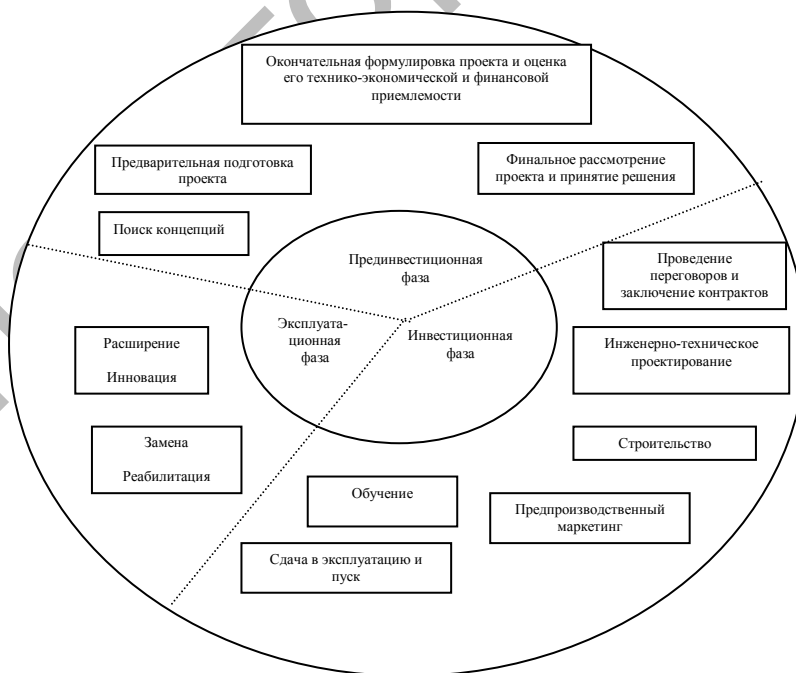 Окончательная формулировка проекта и оценка
его технико-экономической и финансовой
приемлемости
Предварительная подготовка
проекта
Финальное рассмотрение
проекта и принятие решения
Поиск концепций
Прединвестиционная
фаза
Проведение
переговоров и
заключение контрактов
Эксплуата-
ционная
фаза
Инвестиционная
фаза
Расширение
Инновация
Инженерно-техническое
проектирование
Замена
Реабилитация
Строительство
Обучение
Предпроизводственный
маркетинг
Сдача в эксплуатацию и
пуск